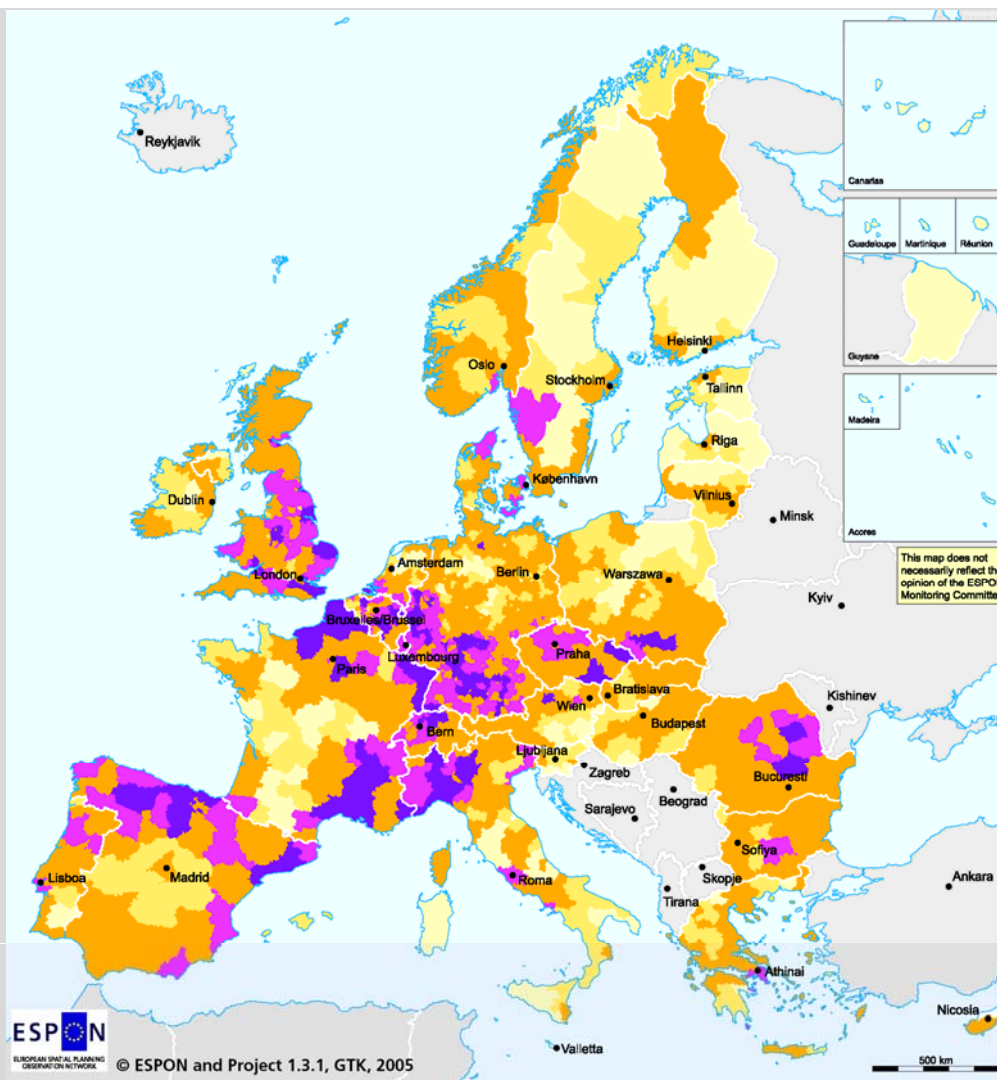 Reykjavik
Canarias
Guadeloupe
Martinique
Réunion
Guyane
Helsinki
Oslo
Tallinn
Stockholm
Madeira
Riga
København
Vilnius
Dublin
Minsk
Acores
This map does not
necessarily reflect the
opinion of the ESPO
Monitoring Committe
Amsterdam
London
Berlin
Warszawa
Kyiv
Bruxelles/Brussel
Praha
Luxembourg
Paris
Bratislava
Wien
Kishinev
Budapest
Bern
Ljubljana
Zagreb
Bucuresti
Beograd
Sarajevo
Sofiya
Skopje
Madrid
Roma
Lisboa
Ankara
Tirana
Athinai
Nicosia
ESPON
EUROPEAN SPATIAL PLANNING
OBSERVATION NETWORK
© ESPON and Project 1.3.1, GTK, 2005
Valletta
500 km